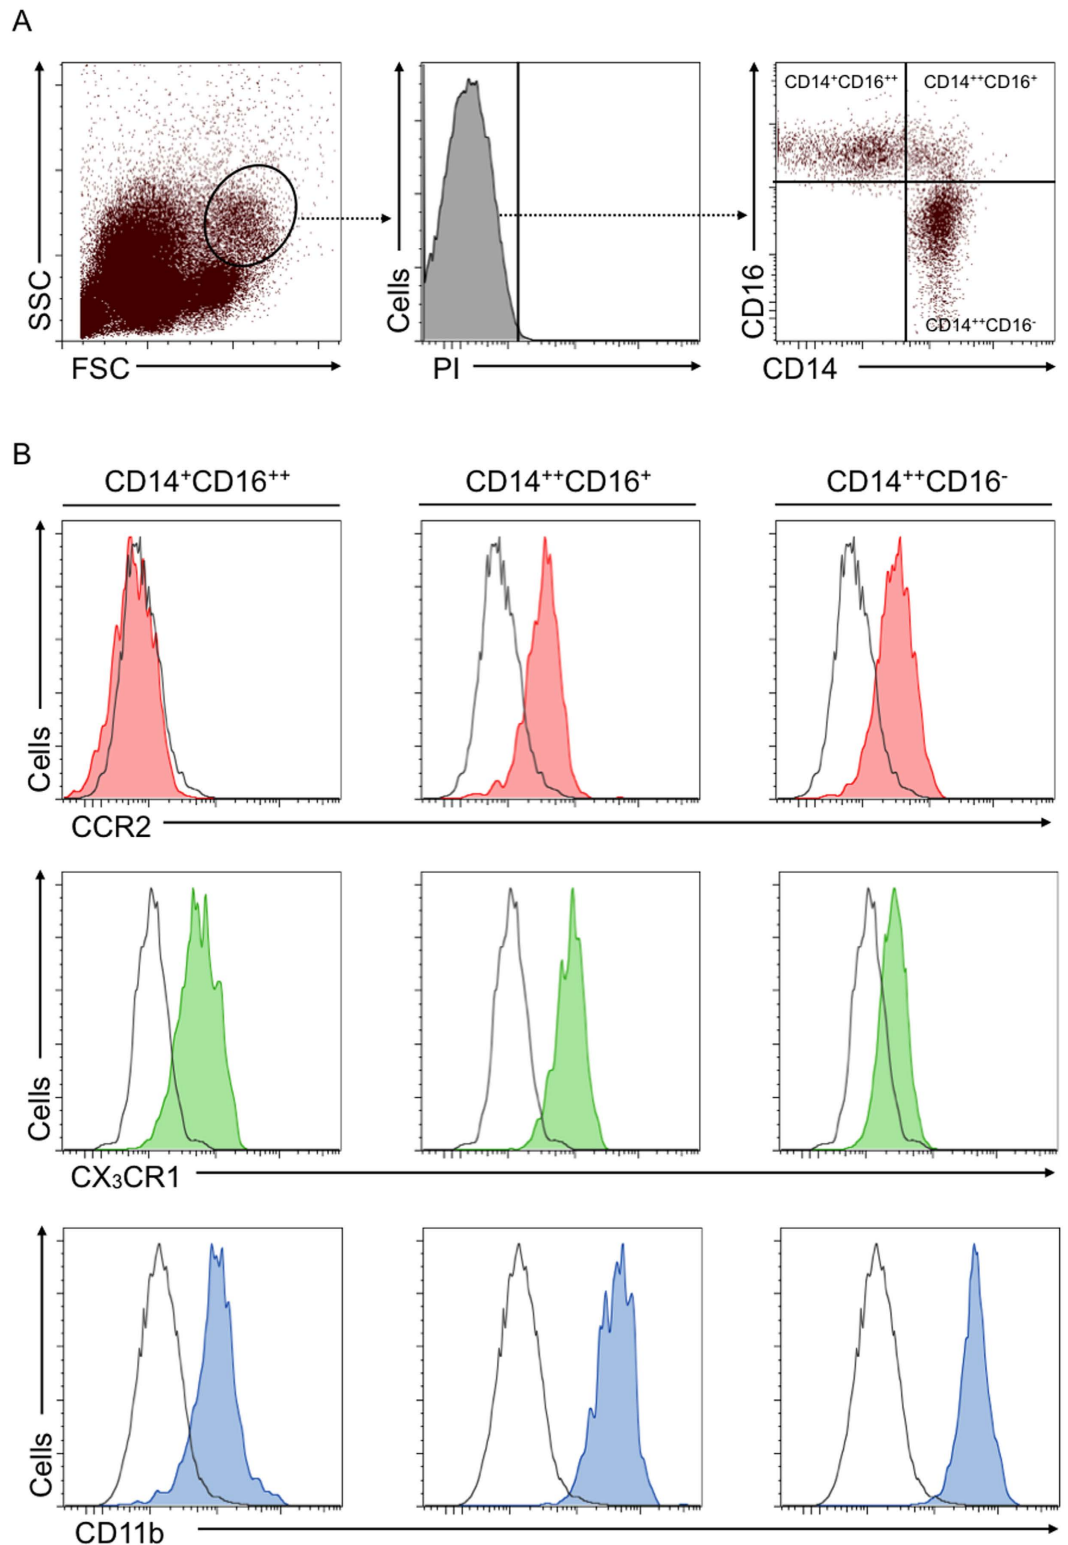 A
SSC
FSC
Cells
PI
CD16
CD14
CD14⁺CD16⁺⁺
CD14⁺⁺CD16⁺
CD14⁺⁺CD16⁻
B
CD14⁺CD16⁺⁺
CD14⁺⁺CD16⁺
CD14⁺⁺CD16⁻
Cells
CCR2
Cells
CX₃CR1
Cells
CD11b